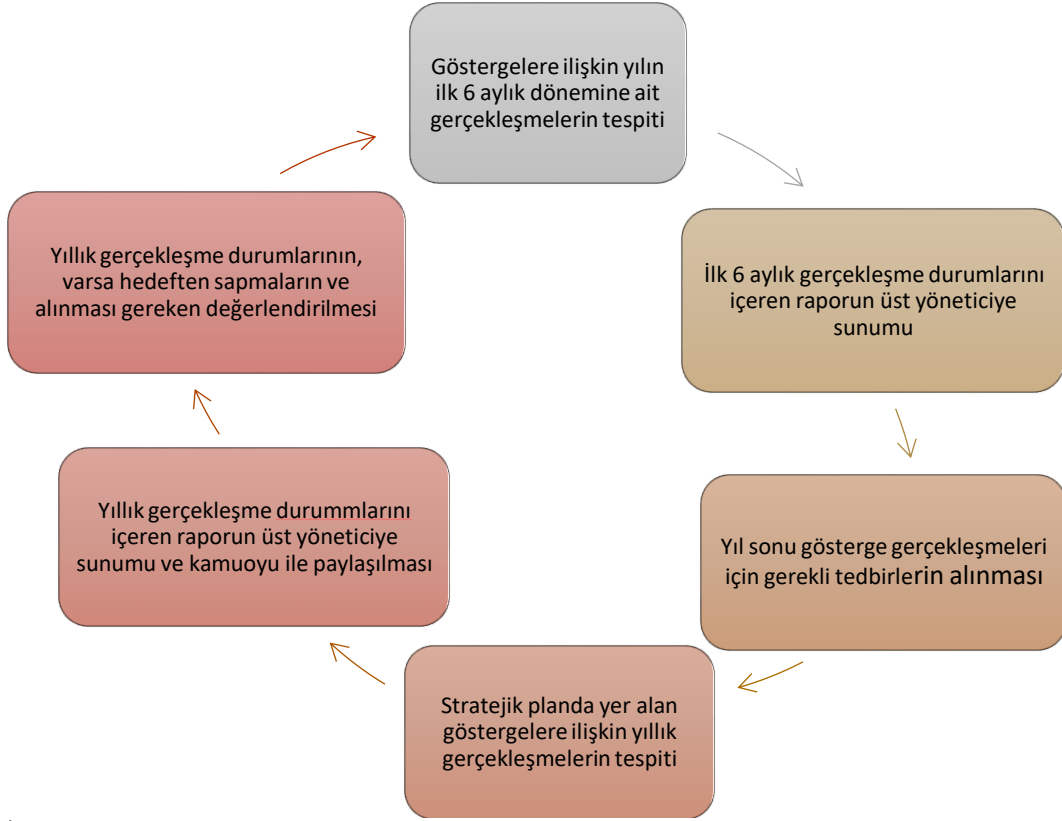 Göstergelere ilişkin yılın
ilk 6 aylık dönemine ait
gerçekleşmelerin tespiti
İlk 6 aylık gerçekleşme durumlarını
içeren raporun üst yöneticiye
sunumu
Yıl sonu gösterge gerçekleşmeleri
için gerekli tedbirlerin alınması
Stratejik planda yer alan
göstergelere ilişkin yıllık
gerçekleşmelerin tespiti
Yıllık gerçekleşme durummlarını
içeren raporun üst yöneticiye
sunumu ve kamuoyu ile paylaşılması
Yıllık gerçekleşme durumlarının,
varsa hedeften sapmaların ve
alınması gereken değerlendirilmesi